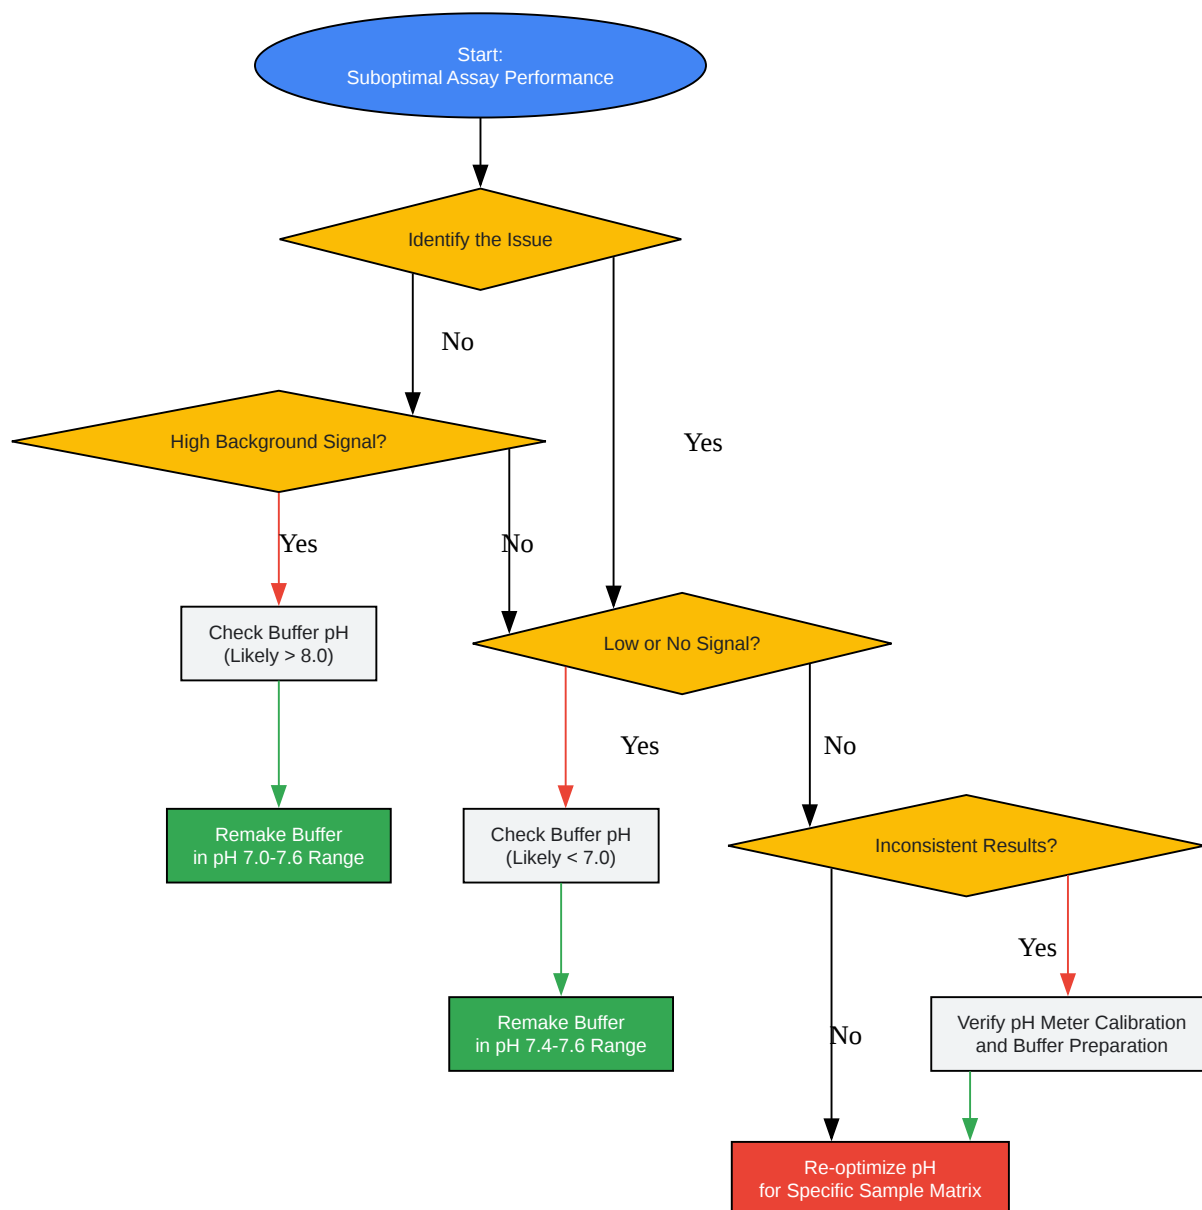 Start:
Suboptimal Assay Performance
Identify the Issue
No
High Background Signal?
Yes
Yes
No
Check Buffer pH
(Likely > 8.0)
Low or No Signal?
Yes
No
Remake Buffer
in pH 7.0-7.6 Range
Check Buffer pH
(Likely < 7.0)
Inconsistent Results?
Yes
Remake Buffer
in pH 7.4-7.6 Range
No
Verify pH Meter Calibration
and Buffer Preparation
Re-optimize pH
for Specific Sample Matrix